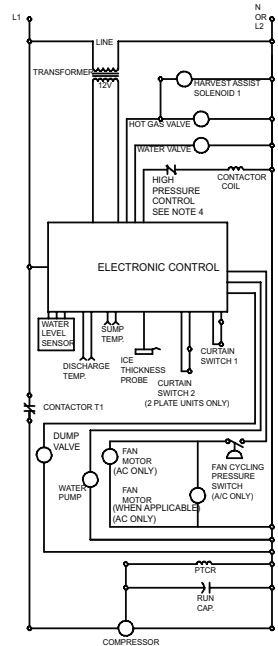 L1
N
OR
L2
LINE
TRANSFORMER
12V
HARVEST ASSIST
SOLENOID 1
HOT GAS VALVE
WATER VALVE
HIGH
PRESSURE
CONTROL
SEE NOTE 4
CONTACTOR
COIL
ELECTRONIC CONTROL
WATER
LEVEL
SENSOR
DISCHARGE
TEMP.
SUMP
TEMP.
ICE
THICKNESS
PROBE
CURTAIN
SWITCH 1
CURTAIN
SWITCH 2
(2 PLATE UNITS ONLY)
CONTACTOR T1
DUMP
VALVE
WATER
PUMP
FAN
MOTOR
(AC ONLY)
FAN
MOTOR
(WHEN APPLICABLE)
(AC ONLY)
FAN CYCLING
PRESSURE
SWITCH
(A/C ONLY)
PTCR
RUN
CAP.
COMPRESSOR